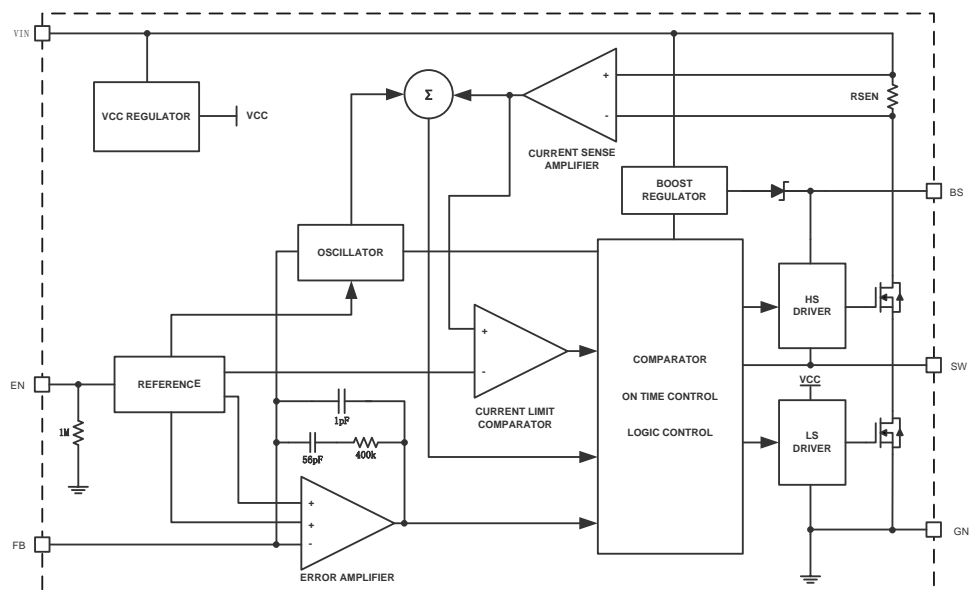 VIN
VCC REGULATOR
VCC
Σ
+
-
RSEN
CURRENT SENSE
AMPLIFIER
BOOST
REGULATOR
BS
OSCILLATOR
HS
DRIVER
+
-
CURRENT LIMIT
COMPARATOR
COMPARATOR
ON TIME CONTROL
LOGIC CONTROL
SW
VCC
EN
REFERENCE
1M
1pF
56pF
400k
LS
DRIVER
+
+
-
FB
ERROR AMPLIFIER
GN